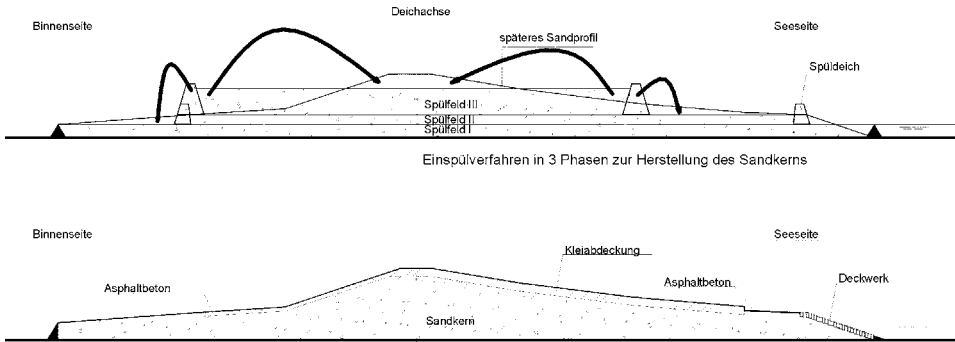 Deichachse
Binnenseite
Seeseite
späteres Sandprofil
Spüldeich
Spülfeld III
Spülfeld II
Spülfeld I
Einspülverfahren in 3 Phasen zur Herstellung des Sandkerns
Binnenseite
Seeseite
Kleiabdeckung
Asphaltbeton
Asphaltbeton
Deckwerk
Sandkern